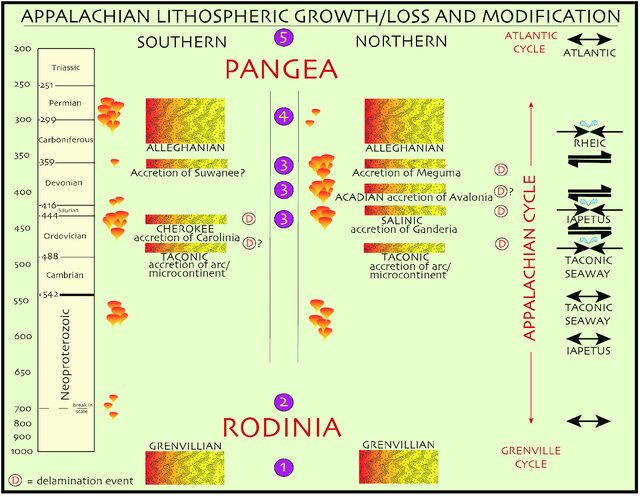 APPALACHIAN LITHOSPHERIC GROWTH/LOSS AND MODIFICATION
SOUTHERN
5
NORTHERN
ATLANTIC
CYCLE
ATLANTIC
PANGEA
200
Triassic
250
251
Permian
299
300
4
ALLEGHANIAN
ALLEGHANIAN
Carboniferous
RHEIC
350
359
3
Accretion of Suwanee?
Accretion of Meguma
D
Devonian
400
3
ACADIAN accretion of Avalonia
D ?
416
Silurian
444
450
3
CHEROKEE
accretion of Carolinia
D
SALINIC
accretion of Ganderia
D
IAPETUS
Ordovician
488
D ?
TACONIC
accretion of arc/
microcontinent
TACONIC
accretion of arc/
microcontinent
D
TACONIC
SEAWAY
Cambrian
500
542
550
TACONIC
SEAWAY
600
IAPETUS
Neoproterozoic
650
APPALACHIAN CYCLE
break in
scale
700
2
800
900
1000
RODINIA
GRENVILLIAN
1
GRENVILLIAN
GRENVILLE
CYCLE
D = delamination event